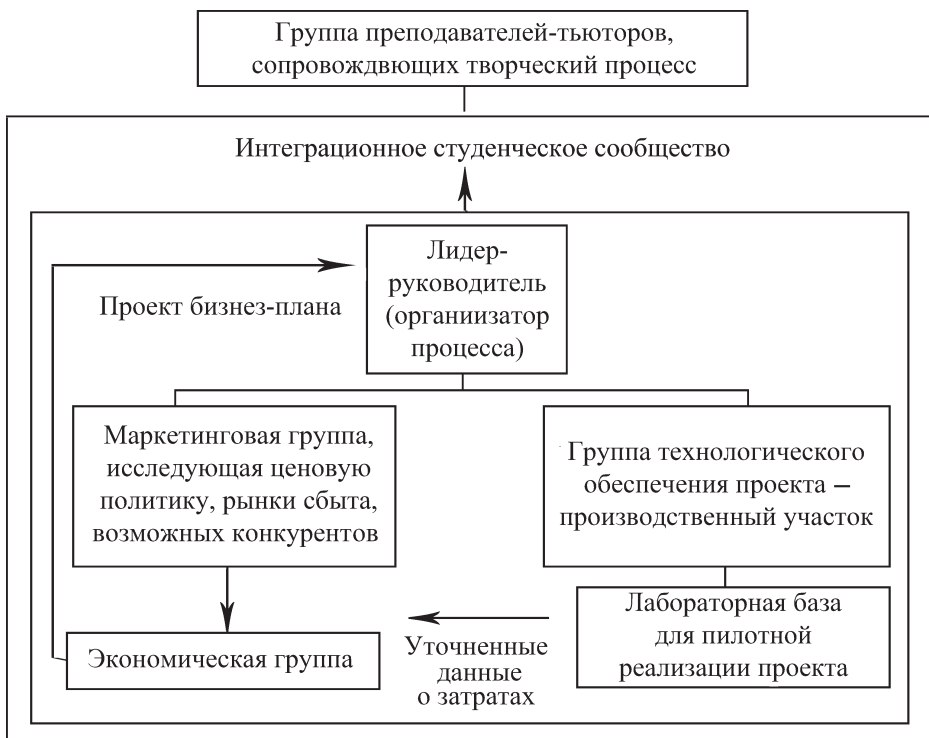 Группа преподавателей-тьюторов,
сопровождвющих творческий процесс
Интеграционное студенческое сообщество
Лидер-
руководитель
(органиизатор
процесса)
Проект бизнез-плана
Маркетинговая группа,
исследующая ценовую
политику, рынки сбыта,
возможных конкурентов
Группа технологического
обеспечения проекта –
производственный участок
Экономическая группа
Уточненные
данные
о затратах
Лабораторная база
для пилотной
реализации проекта